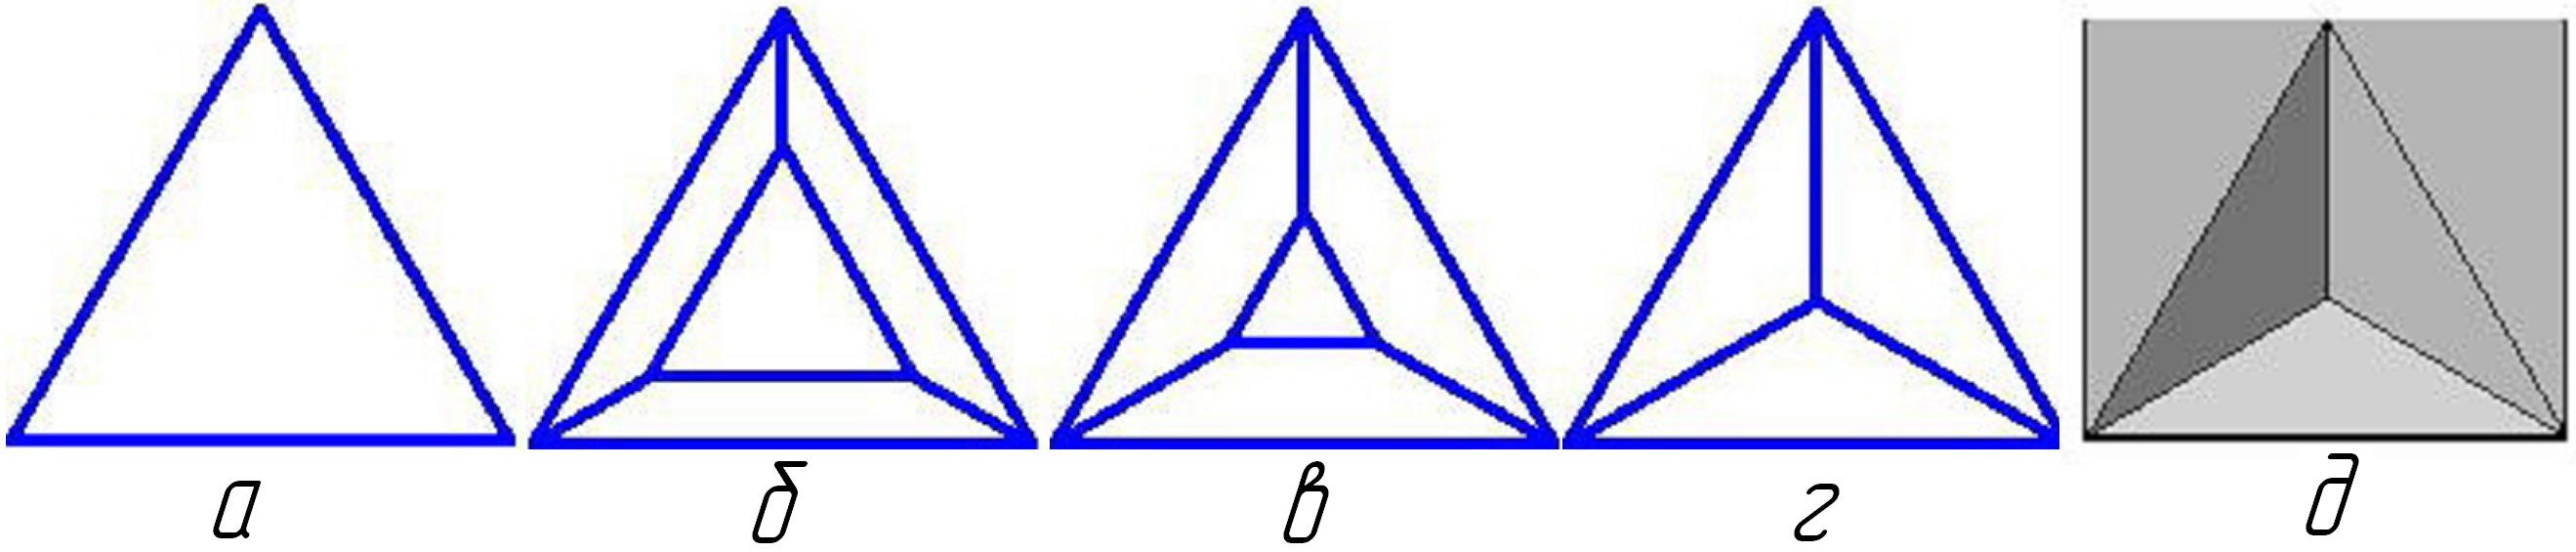 а б в г д